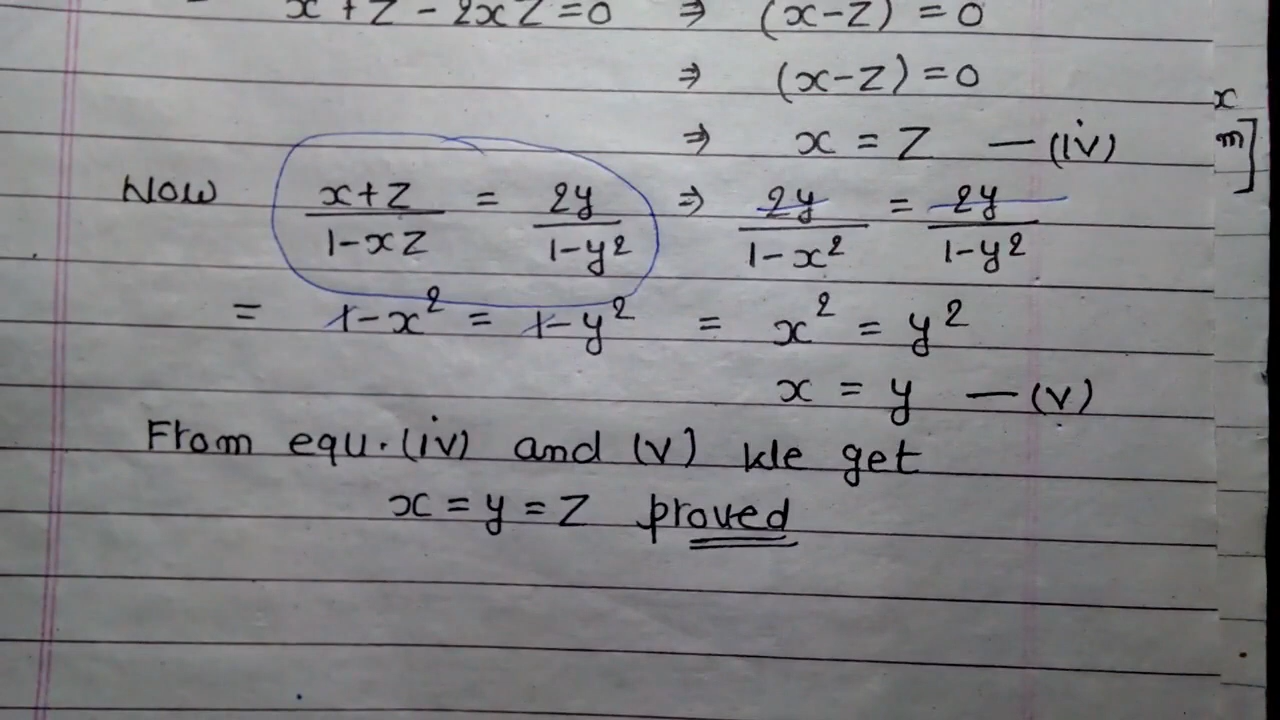 x + z - 2xz = 0 ⇒ (x-z) = 0
⇒ (x-z) = 0
⇒ x = z — (iv)
x
m]
Now x+z/1-xz = 2y/1-y² ⇒ 2y/1-x² = 2y/1-y²
= 1-x² = 1-y² = x² = y²
x = y — (v)
From equ. (iv) and (v) we get
x = y = z proved